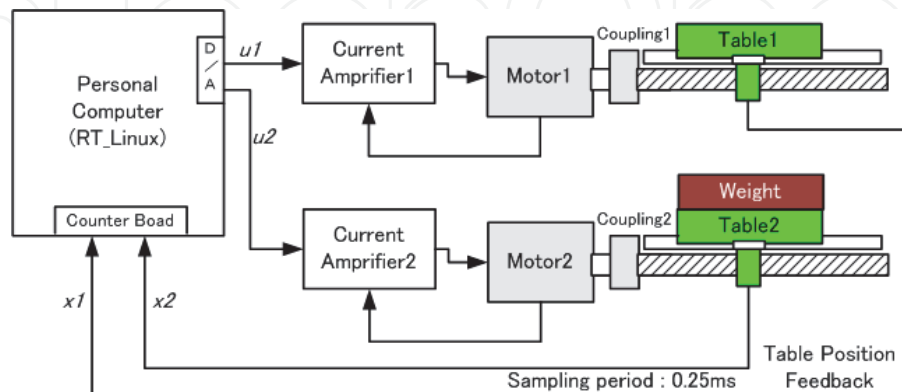 Personal
Computer
(RT_Linux)
D
/
A
Counter Boad
u1
u2
x1
x2
Current
Amprifier1
Motor1
Coupling1
Table1
Current
Amprifier2
Motor2
Coupling2
Weight
Table2
Sampling period : 0.25ms
Table Position
Feedback